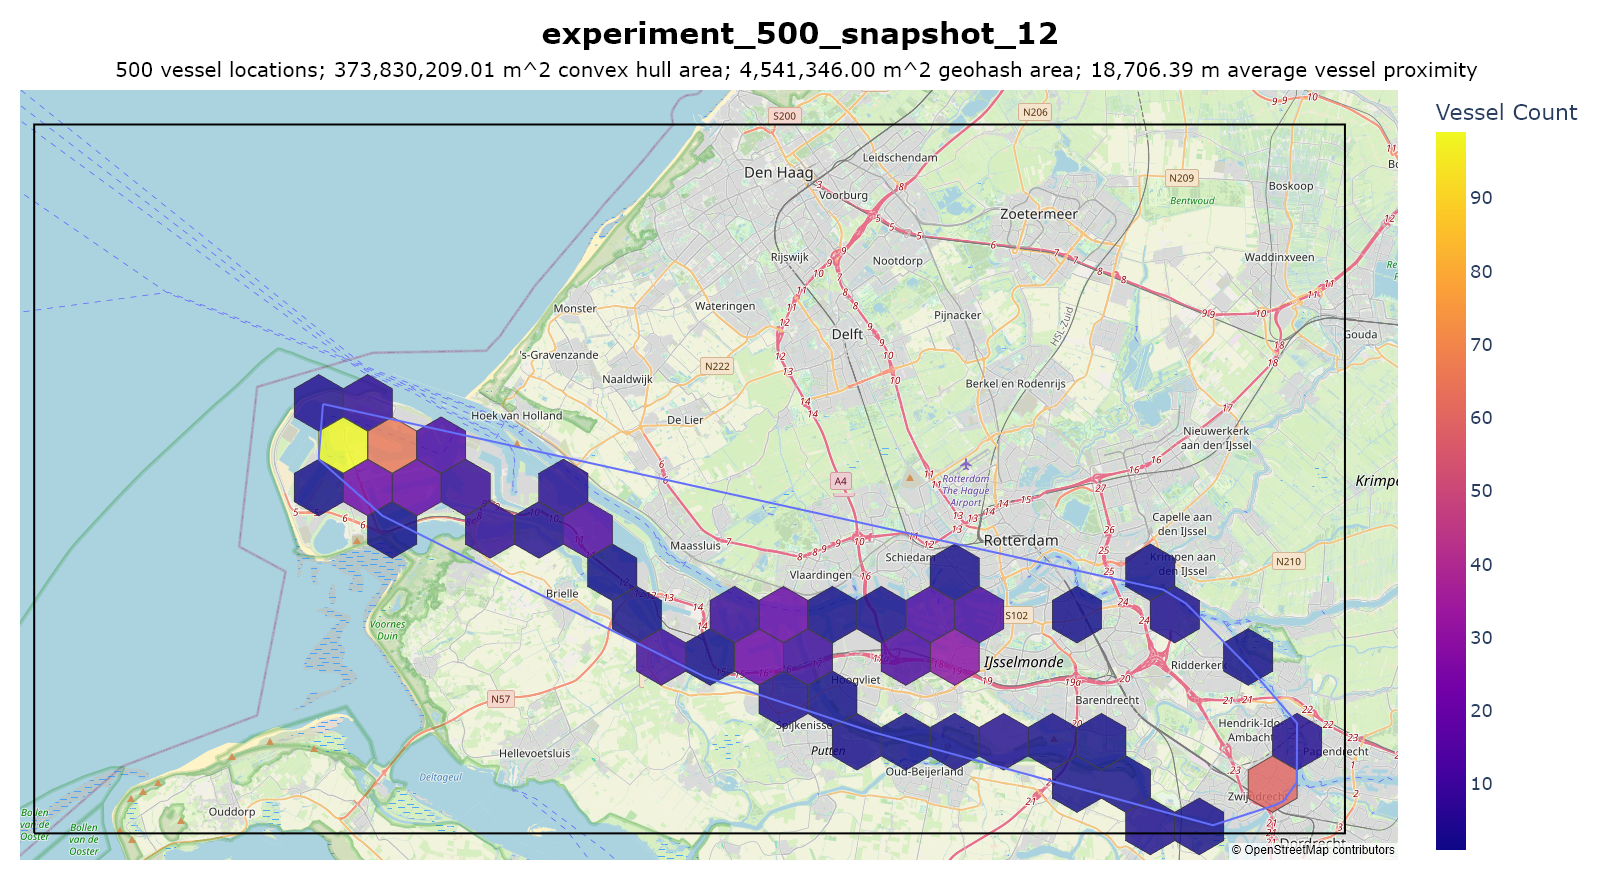 experiment_500_snapshot_12
500 vessel locations; 373,830,209.01 m^2 convex hull area; 4,541,346.00 m^2 geohash area; 18,706.39 m average vessel proximity
Vessel Count
90
80
70
60
50
40
30
20
10
S200
N206
Den Haag
Leidschendam
Voorburg
N209
Bentwoud
Boskoop
Zoetermeer
Rijswijk
Nootdorp
Waddinxveen
Monster
Wateringen
Pijnacker
HSL-Zuid
Delft
Gouda
's-Gravenzande
N222
Naaldwijk
Berkel en Rodenrijs
Hoek van Holland
De Lier
Nieuwerkerk
aan den IJssel
A4
Rotterdam
The Hague
Airport
Krimpe
Capelle aan
den IJssel
Maassluis
Schiedam
Rotterdam
Krimpen aan
den IJssel
N210
Vlaardingen
Brielle
S102
Voornes
Duin
IJsselmonde
Ridderkerk
Hoogvliet
N57
Barendrecht
Spijkenisse
Hendrik-Ido-
Ambacht
Hellevoetsluis
Putten
Papendrecht
Oud-Beijerland
Deltageul
Zwijndrecht
Ouddorp
Bollen
van de
Ooster
Bollen
van de
Ooster
Dordrecht
© OpenStreetMap contributors